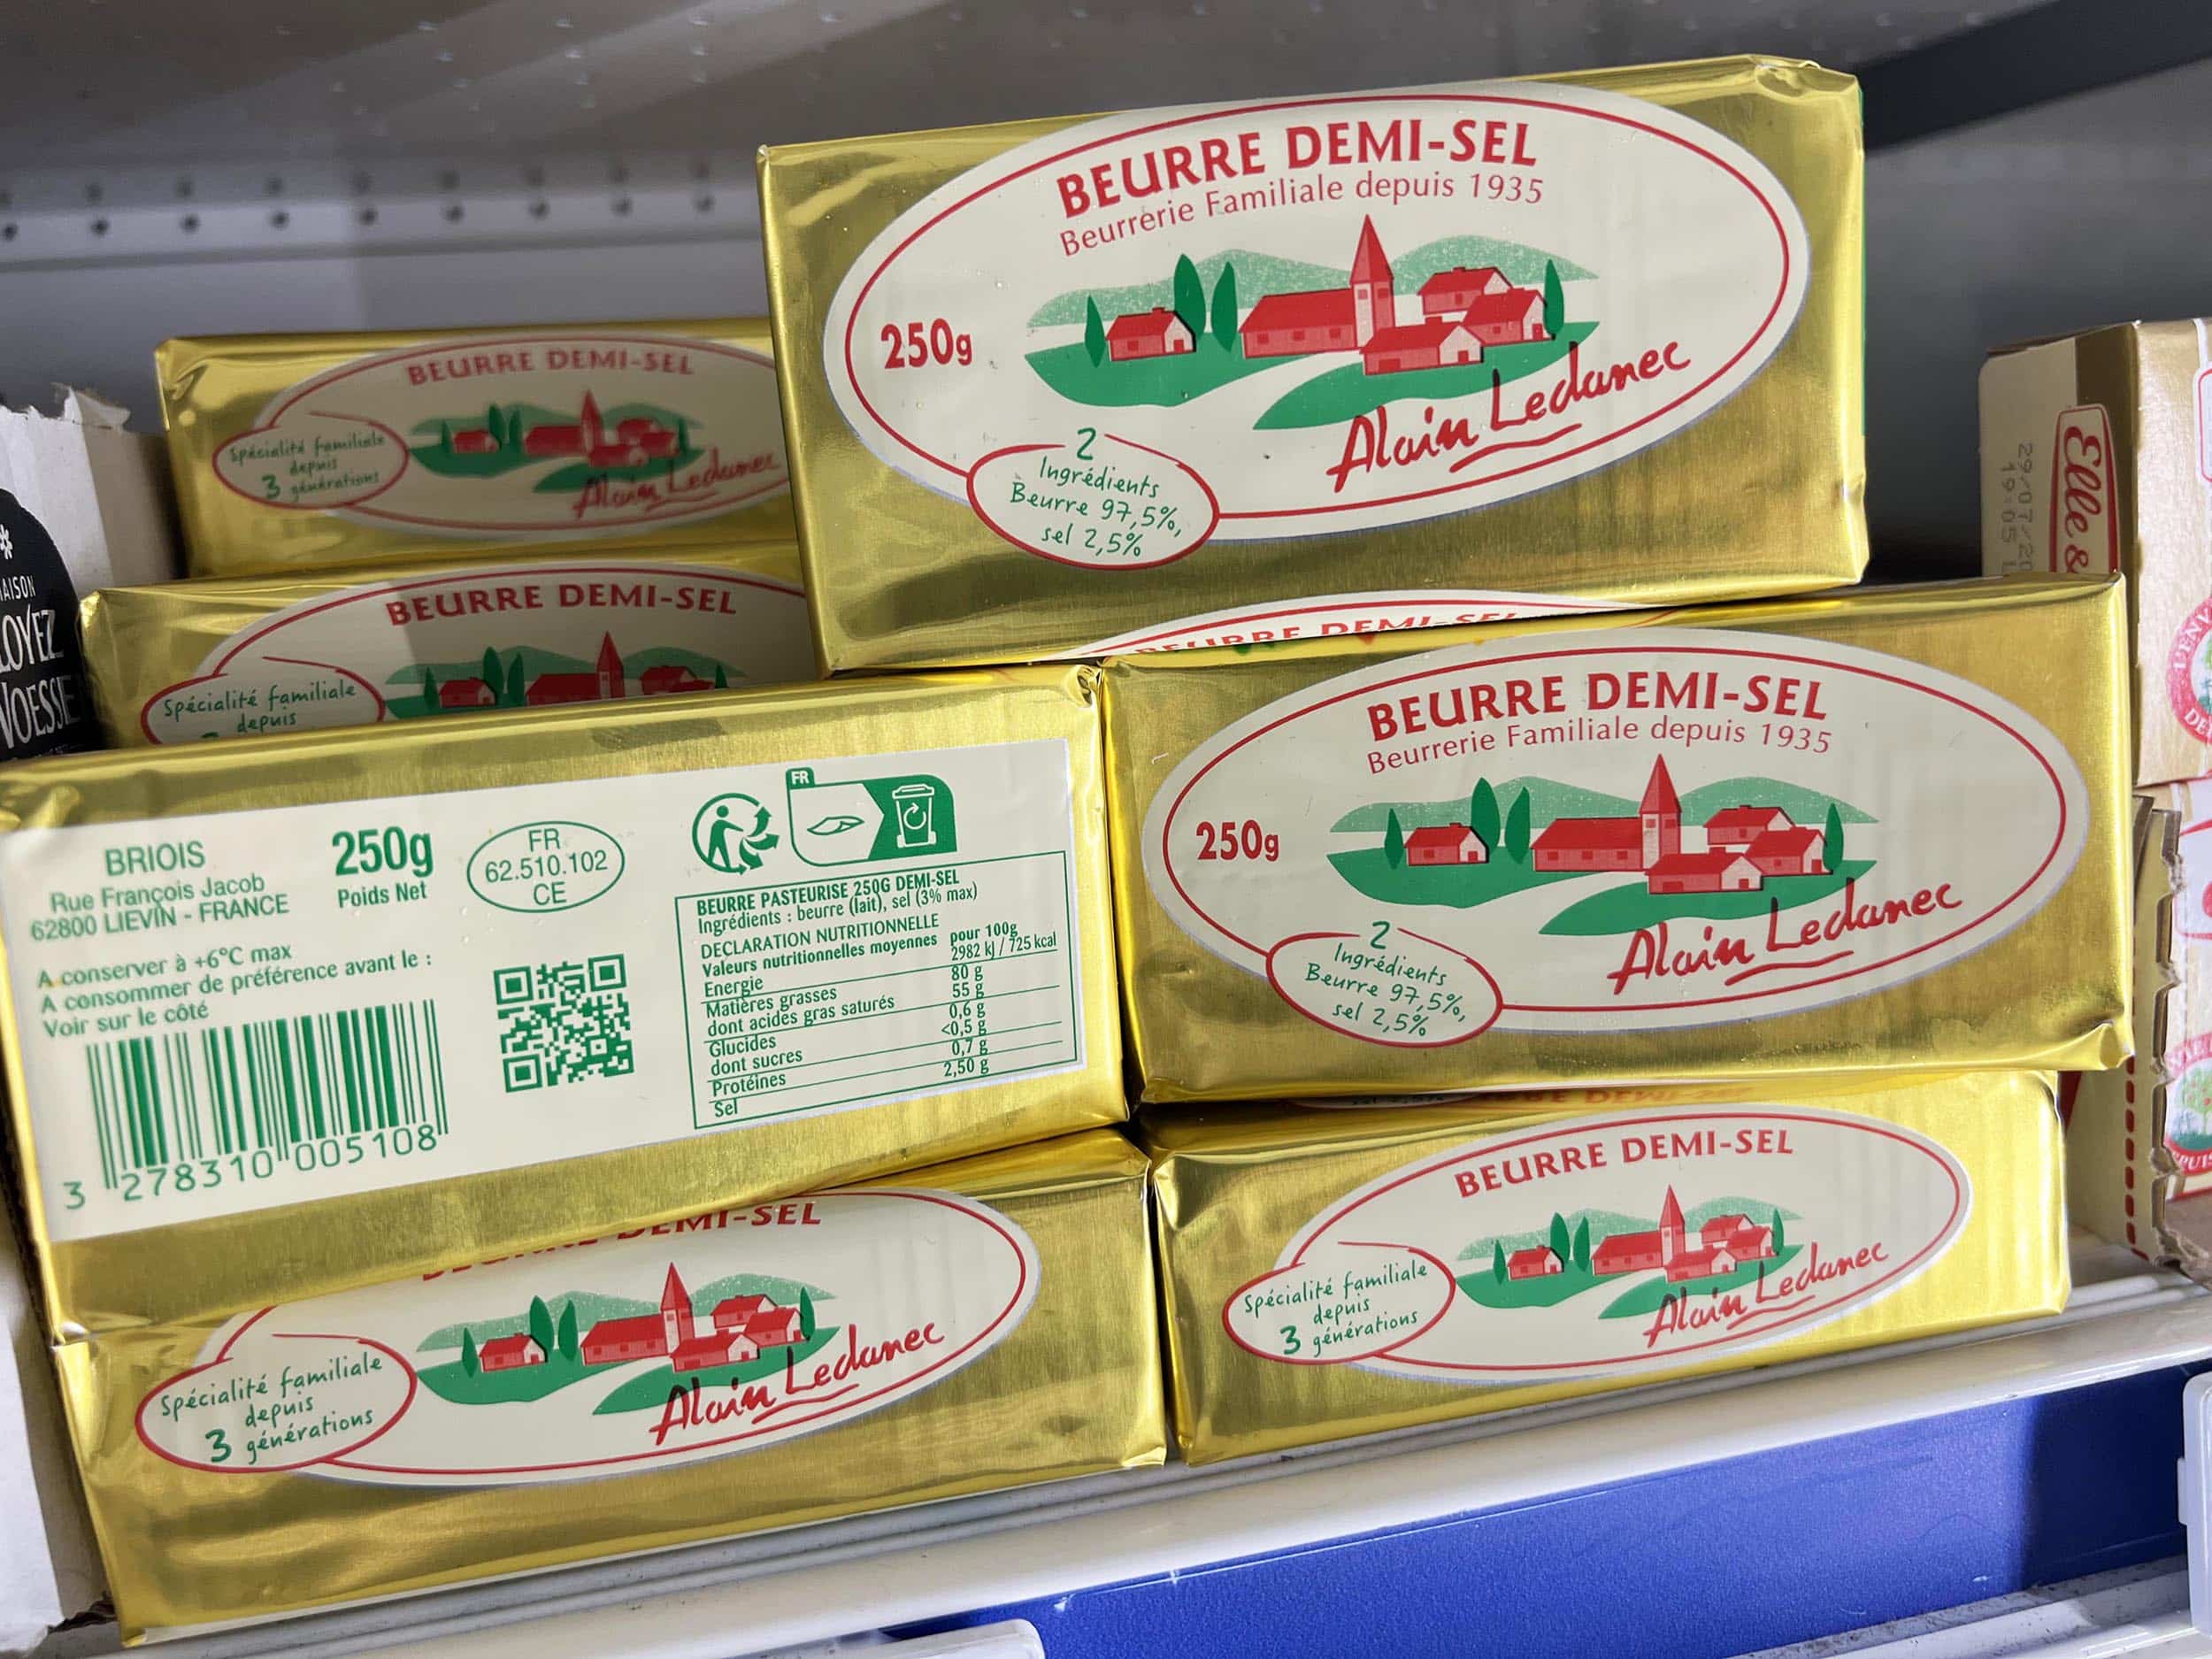 BEURRE DEMI-SEL
Beurrerie Familiale depuis 1935
250g
Alain Ledanec
2
Ingrédients
Beurre 97,5%,
sel 2,5%
BEURRE DEMI-SEL
Spécialité familiale
depuis
3 générations
Alain Ledanec
BEURRE DEMI-SEL
Spécialité familiale
depuis
BEURRE DEMI-SEL
BEURRE DEMI-SEL
Beurrerie Familiale depuis 1935
250g
Alain Ledanec
2
Ingrédients
Beurre 97,5%,
sel 2,5%
BRIOIS
Rue François Jacob
62800 LIEVIN - FRANCE
250g
Poids Net
FR
62.510.102
CE
A conserver à +6°C max
A consommer de préférence avant le :
Voir sur le côté
3 278310 005108
FR
BEURRE PASTEURISE 250G DEMI-SEL
Ingrédients : beurre (lait), sel (3% max)
DECLARATION NUTRITIONNELLE
Valeurs nutritionnelles moyennes pour 100g
Energie 2982 kJ / 725 kcal
Matières grasses 80 g
dont acides gras saturés 55 g
Glucides 0,6 g
dont sucres <0,5 g
Protéines 0,7 g
Sel 2,50 g
DEMI-SEL
Spécialité familiale
depuis
3 générations
Alain Ledanec
BEURRE DEMI-SEL
Spécialité familiale
depuis
3 générations
Alain Ledanec
Elle &